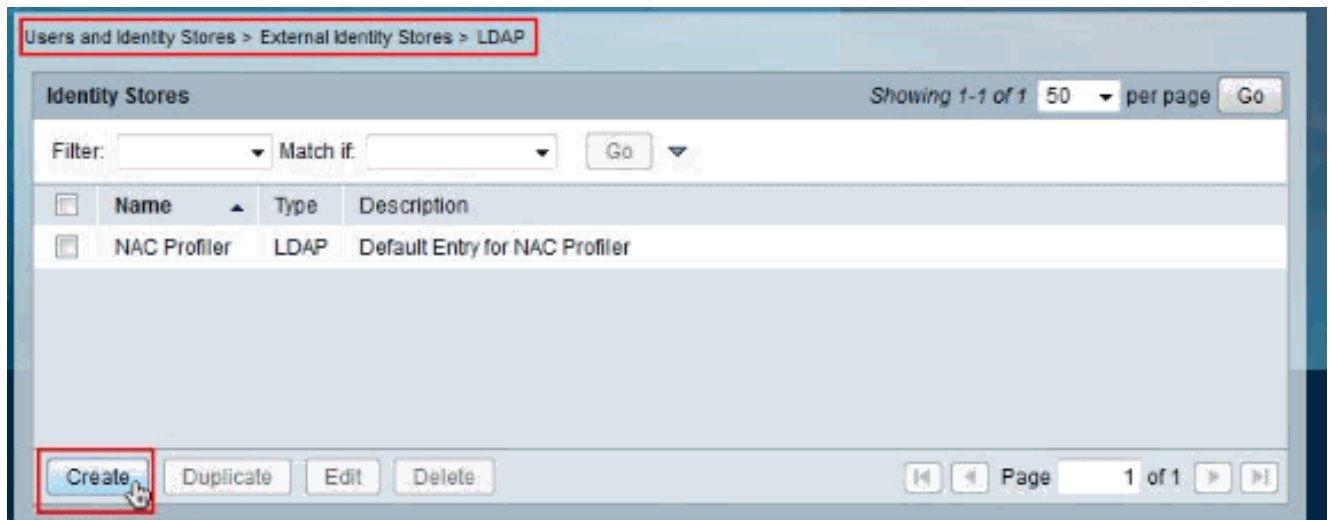 Users and Identity Stores > External Identity Stores > LDAP
Identity Stores Showing 1-1 of 1 50 per page Go
Filter: Match if: Go
Name Type Description
NAC Profiler LDAP Default Entry for NAC Profiler
Create Duplicate Edit Delete Page 1 of 1